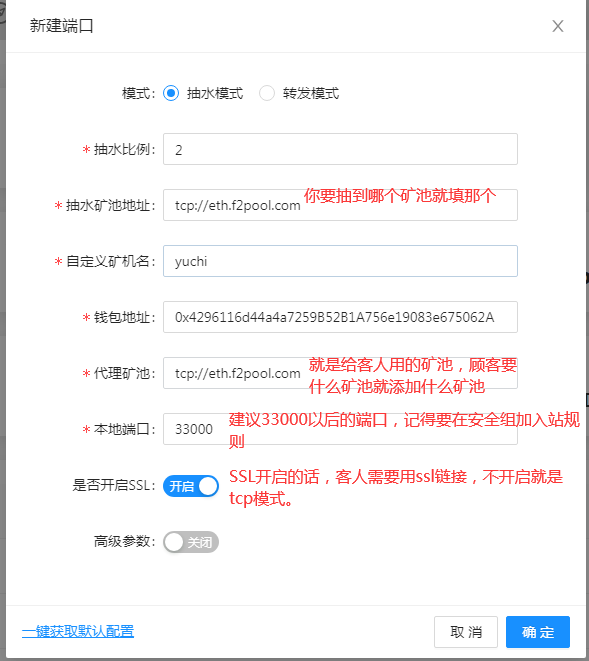 新建端口
模式: 抽水模式 转发模式
* 抽水比例: 2
* 抽水矿池地址: tcp://eth.f2pool.com 你要抽到哪个矿池就填那个
* 自定义矿机名: yuchi
* 钱包地址: 0x4296116d44a4a7259B52B1A756e19083e675062A
* 代理矿池: tcp://eth.f2pool.com 就是给客人用的矿池，顾客要
什么矿池就添加什么矿池
* 本地端口: 33000 建议33000以后的端口，记得要在安全组加入站规
则
是否开启SSL: 开启 SSL开启的话，客人需要用ssl链接，不开启就是
tcp模式。
高级参数: 关闭
一键获取默认配置 取 消 确 定